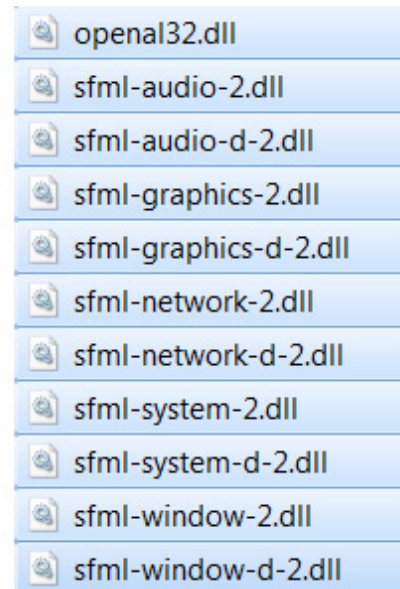 openal32.dll
sfml-audio-2.dll
sfml-audio-d-2.dll
sfml-graphics-2.dll
sfml-graphics-d-2.dll
sfml-network-2.dll
sfml-network-d-2.dll
sfml-system-2.dll
sfml-system-d-2.dll
sfml-window-2.dll
sfml-window-d-2.dll